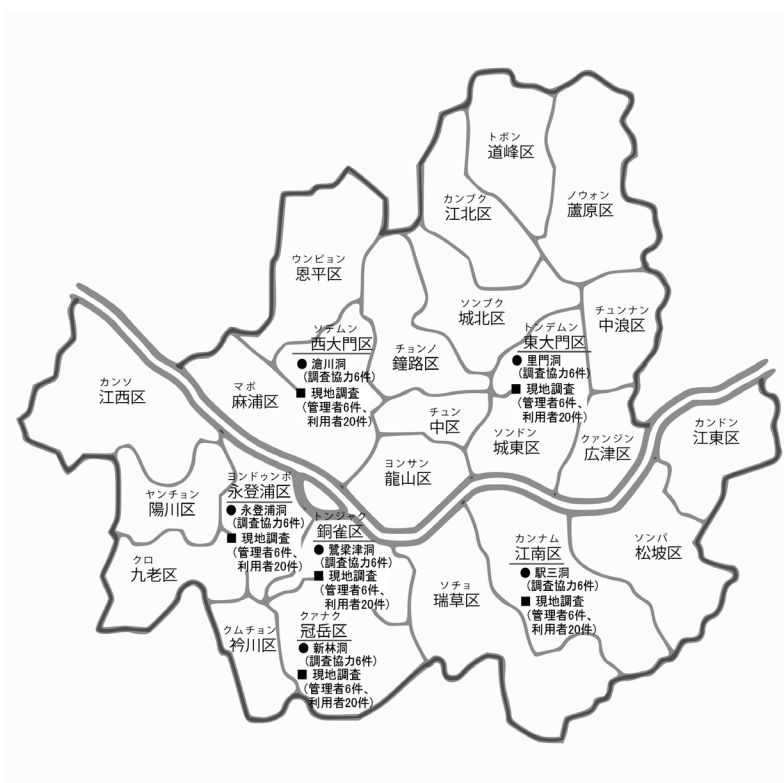 トボン
道峰区
ノウォン
蘆原区
カンブク
江北区
ウンピョン
恩平区
ソンブク
城北区
チュンナン
中浪区
ソデムン
西大門区
● 滄川洞
(調査協力6件)
■ 現地調査
(管理者6件、
利用者20件)
チョンノ
鐘路区
トンデムン
東大門区
● 里門洞
(調査協力6件)
■ 現地調査
(管理者6件、
利用者20件)
カンソ
江西区
マポ
麻浦区
チュン
中区
ソンドン
城東区
クァンジン
広津区
カンドン
江東区
ヨンサン
龍山区
ヤンチョン
陽川区
ヨンドゥンポ
永登浦区
● 永登浦洞
(調査協力6件)
■ 現地調査
(管理者6件、
利用者20件)
トンジャク
銅雀区
● 鷺梁津洞
(調査協力6件)
■ 現地調査
(管理者6件、
利用者20件)
カンナム
江南区
● 駅三洞
(調査協力6件)
■ 現地調査
(管理者6件、
利用者20件)
ソンパ
松坡区
クロ
九老区
ソチョ
瑞草区
クムチョン
衿川区
クァナク
冠岳区
● 新林洞
(調査協力6件)
■ 現地調査
(管理者6件、
利用者20件)